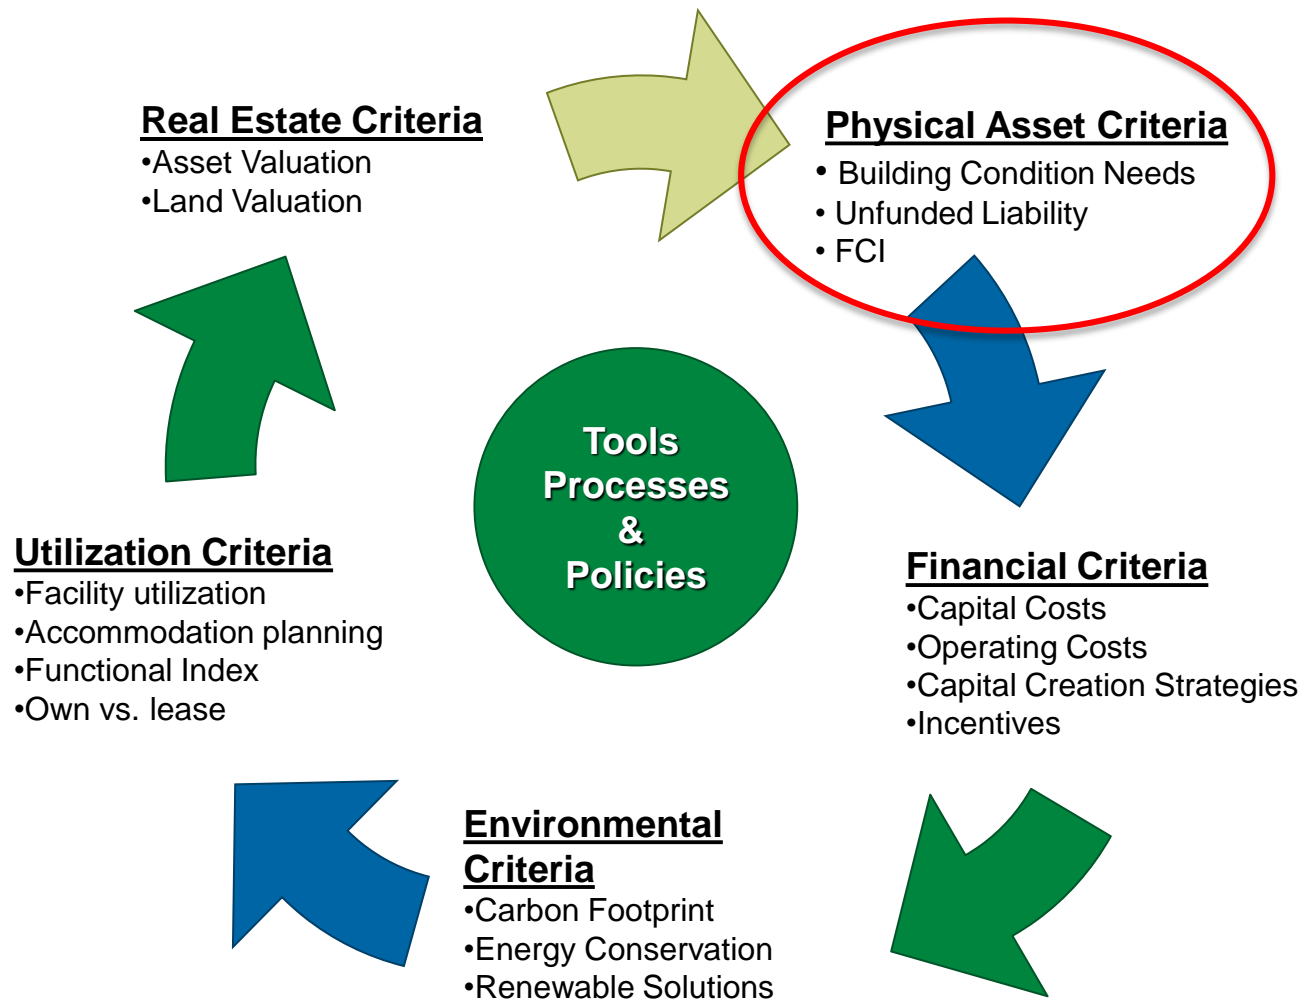 Real Estate Criteria
•Asset Valuation
•Land Valuation
Physical Asset Criteria
• Building Condition Needs
• Unfunded Liability
• FCI
Tools
Processes
&
Policies
Utilization Criteria
•Facility utilization
•Accommodation planning
•Functional Index
•Own vs. lease
Financial Criteria
•Capital Costs
•Operating Costs
•Capital Creation Strategies
•Incentives
Environmental
Criteria
•Carbon Footprint
•Energy Conservation
•Renewable Solutions